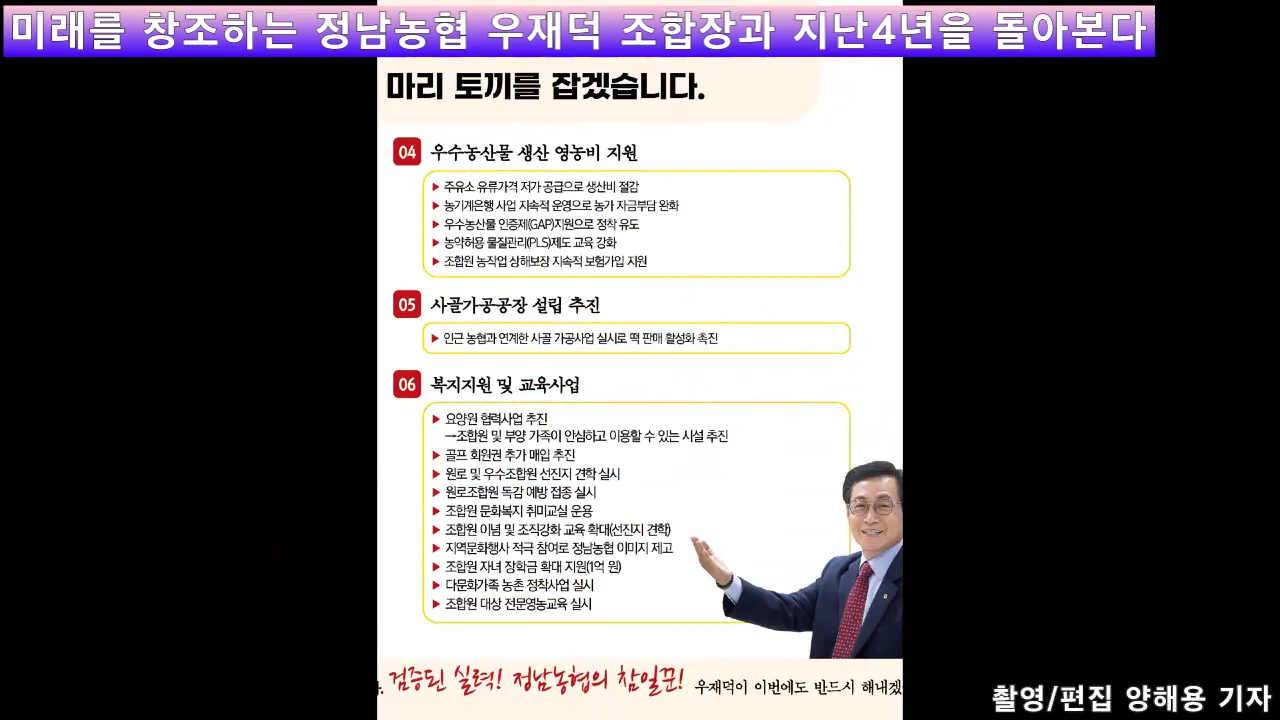 미래를 창조하는 정남농협 우재덕 조합장과 지난4년을 돌아본다
마리 토끼를 잡겠습니다.
04 우수농산물 생산 영농비 지원
▶ 주유소 유류가격 저가 공급으로 생산비 절감
▶ 농기계은행 사업 지속적 운영으로 농가 자금부담 완화
▶ 우수농산물 인증제(GAP)지원으로 정착 유도
▶ 농약허용 물질관리(PLS)제도 교육 강화
▶ 조합원 농작업 상해보장 지속적 보험가입 지원
05 사골가공공장 설립 추진
▶ 인근 농협과 연계한 사골 가공사업 실시로 떡 판매 활성화 촉진
06 복지지원 및 교육사업
▶ 요양원 협력사업 추진
→조합원 및 부양 가족이 안심하고 이용할 수 있는 시설 추진
▶ 골프 회원권 추가 매입 추진
▶ 원로 및 우수조합원 선진지 견학 실시
▶ 원로조합원 독감 예방 접종 실시
▶ 조합원 문화복지 취미교실 운용
▶ 조합원 이념 및 조직강화 교육 확대(선진지 견학)
▶ 지역문화행사 적극 참여로 정남농협 이미지 제고
▶ 조합원 자녀 장학금 확대 지원(1억 원)
▶ 다문화가족 농촌 정착사업 실시
▶ 조합원 대상 전문영농교육 실시
검증된 실력! 정남농협의 참일꾼! 우재덕이 이번에도 반드시 해내겠
촬영/편집 양해용 기자